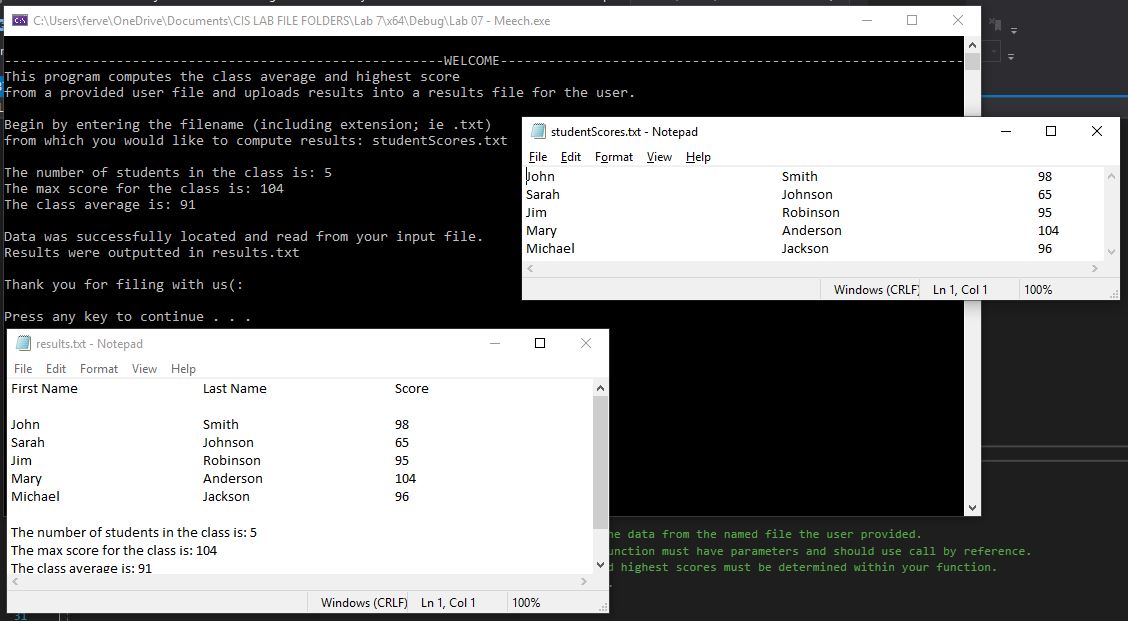 C:\Users\ferve\OneDrive\Documents\CIS LAB FILE FOLDERS\Lab 7\x64\Debug\Lab 07 - Meech.exe
-------------------------------------------------------WELCOME----------------------------------------------------------
This program computes the class average and highest score
from a provided user file and uploads results into a results file for the user.
Begin by entering the filename (including extension; ie .txt)
from which you would like to compute results: studentScores.txt
The number of students in the class is: 5
The max score for the class is: 104
The class average is: 91
Data was successfully located and read from your input file.
Results were outputted in results.txt
Thank you for filing with us(:
Press any key to continue . . .
studentScores.txt - Notepad
File Edit Format View Help
John Smith 98
Sarah Johnson 65
Jim Robinson 95
Mary Anderson 104
Michael Jackson 96
Windows (CRLF) Ln 1, Col 1 100%
results.txt - Notepad
File Edit Format View Help
First Name Last Name Score
John Smith 98
Sarah Johnson 65
Jim Robinson 95
Mary Anderson 104
Michael Jackson 96
The number of students in the class is: 5
The max score for the class is: 104
The class average is: 91
Windows (CRLF) Ln 1, Col 1 100%
data from the named file the user provided.
must have parameters and should use call by reference.
highest scores must be determined within your function.
31